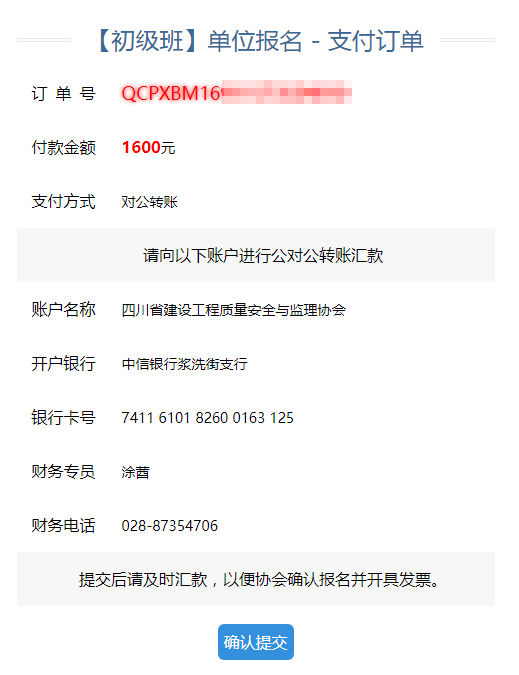 【初级班】单位报名 - 支付订单
订 单 号 QCPXBM16
付款金额 1600元
支付方式 对公转账
请向以下账户进行公对公转账汇款
账户名称 四川省建设工程质量安全与监理协会
开户银行 中信银行浆洗街支行
银行卡号 7411 6101 8260 0163 125
财务专员 涂茜
财务电话 028-87354706
提交后请及时汇款，以便协会确认报名并开具发票。
确认提交